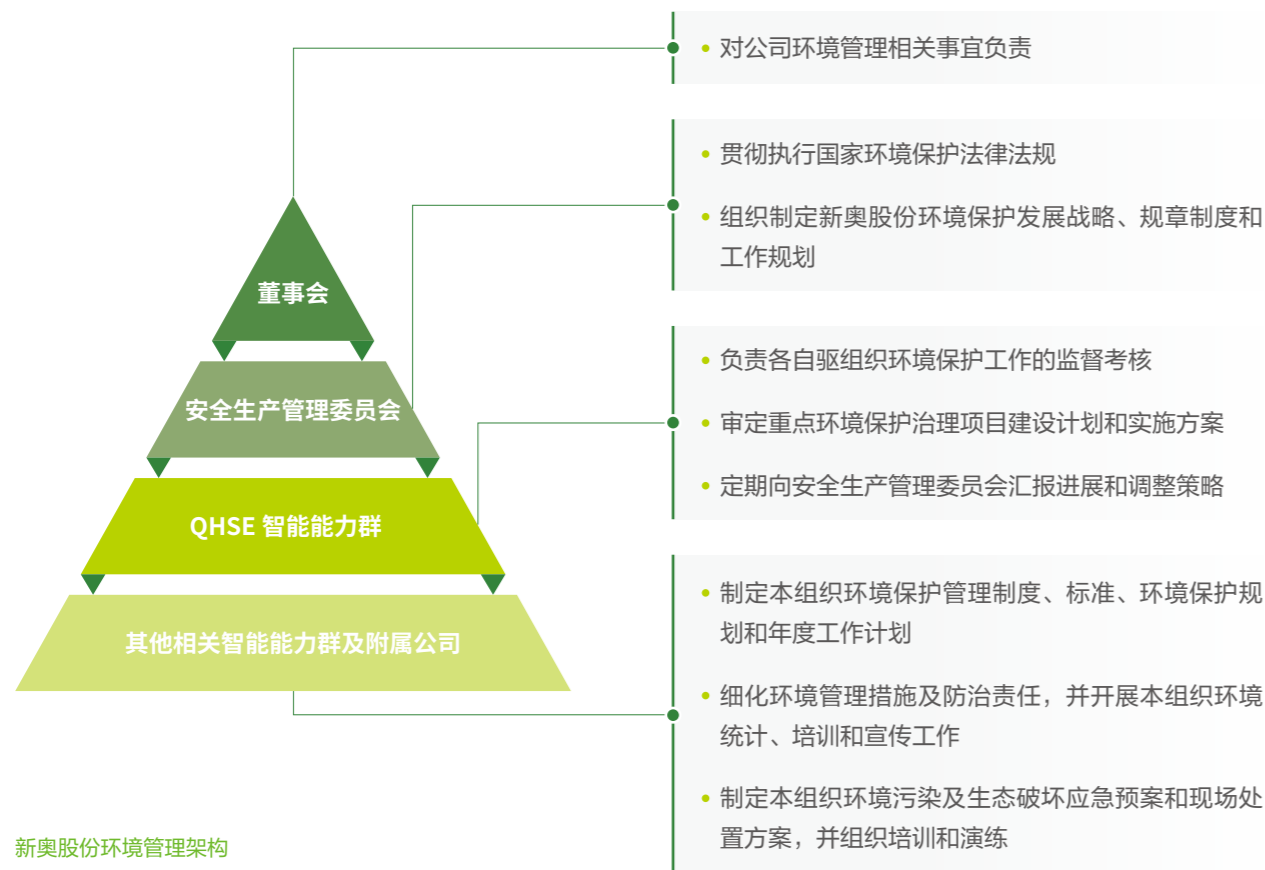 对公司环境管理相关事宜负责
贯彻执行国家环境保护法律法规
组织制定新奥股份环境保护发展战略、规章制度和
工作规划
董事会
安全生产管理委员会
负责各自驱组织环境保护工作的监督考核
审定重点环境保护治理项目建设计划和实施方案
定期向安全生产管理委员会汇报进展和调整策略
QHSE 智能能力群
其他相关智能能力群及附属公司
制定本组织环境保护管理制度、标准、环境保护规
划和年度工作计划
细化环境管理措施及防治责任，并开展本组织环境
统计、培训和宣传工作
制定本组织环境污染及生态破坏应急预案和现场处
置方案，并组织培训和演练
新奥股份环境管理架构